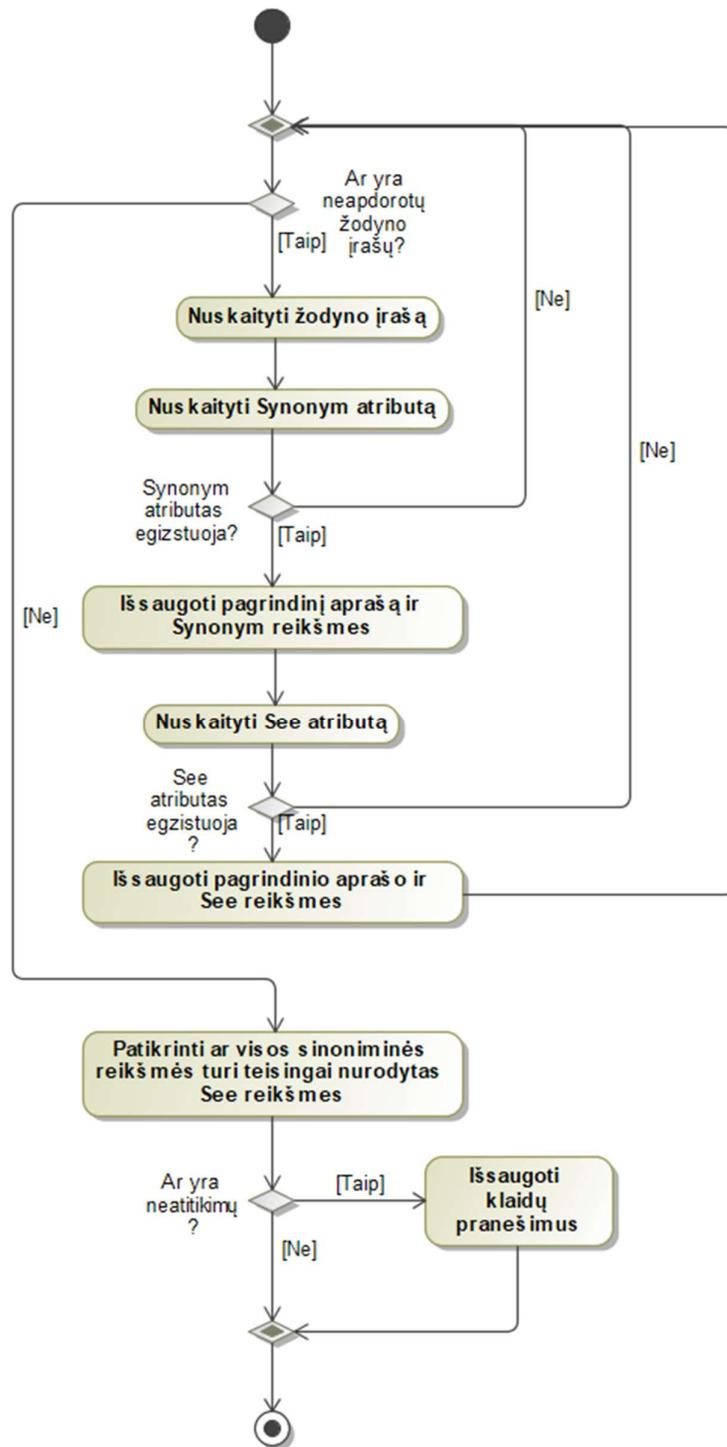 Ar yra
neapdorotų
žodyno
įrašų?
[Taip]
[Ne]
Nuskaityti žodyno įrašą
[Ne]
Nuskaityti Synonym atributą
Synonym
atributas
egizstuoja?
[Taip]
[Ne]
Išsaugoti pagrindinį aprašą ir
Synonym reikšmes
Nuskaityti See atributą
See
atributas
egzistuoja
?
[Taip]
Išsaugoti pagrindinio aprašo ir
See reikšmes
Patikrinti ar visos sinoniminės
reikšmės turi teisingai nurodytas
See reikšmes
Ar yra
neatitikimų
?
[Taip]
Išsaugoti
klaidų
pranešimus
[Ne]